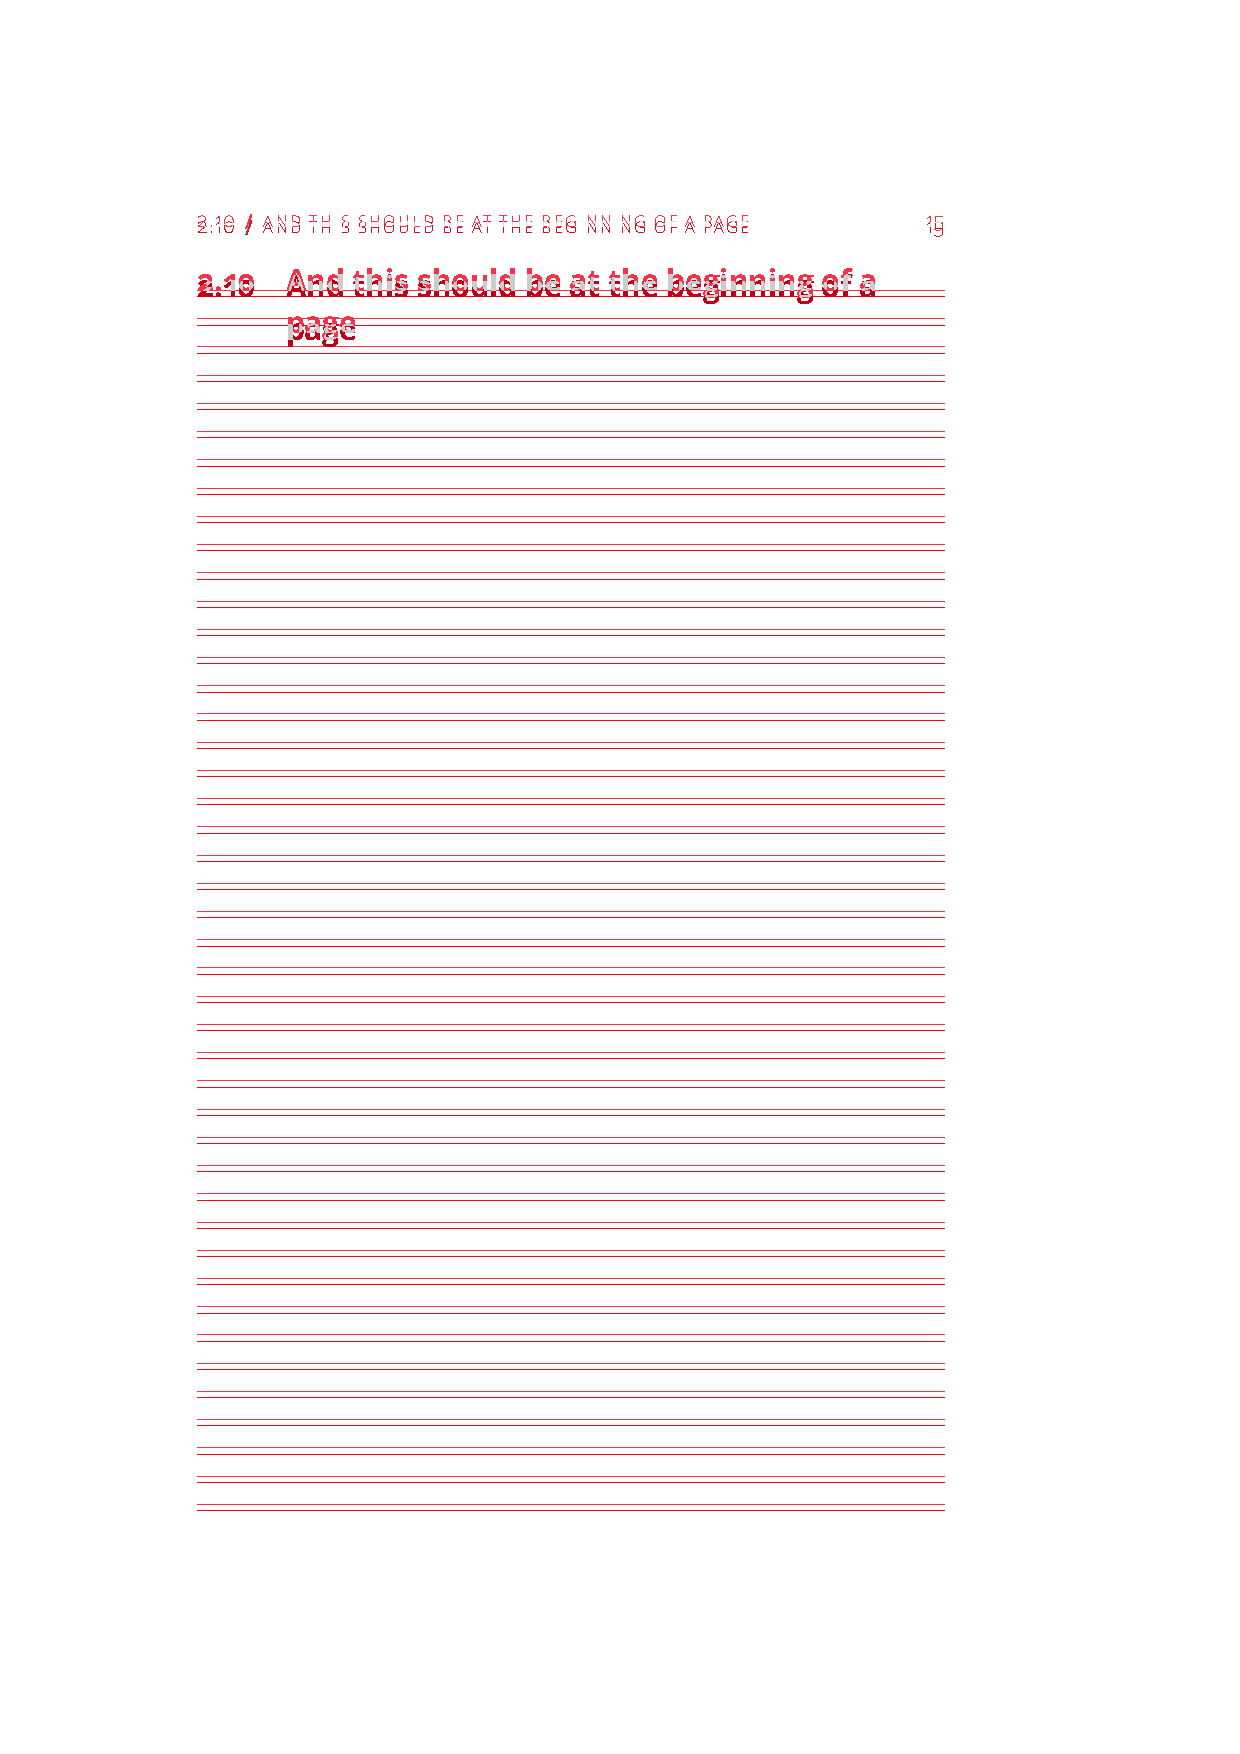 2.10 / AND THIS SHOULD BE AT THE BEGINNING OF A PAGE 15
2.10 And this should be at the beginning of a
page